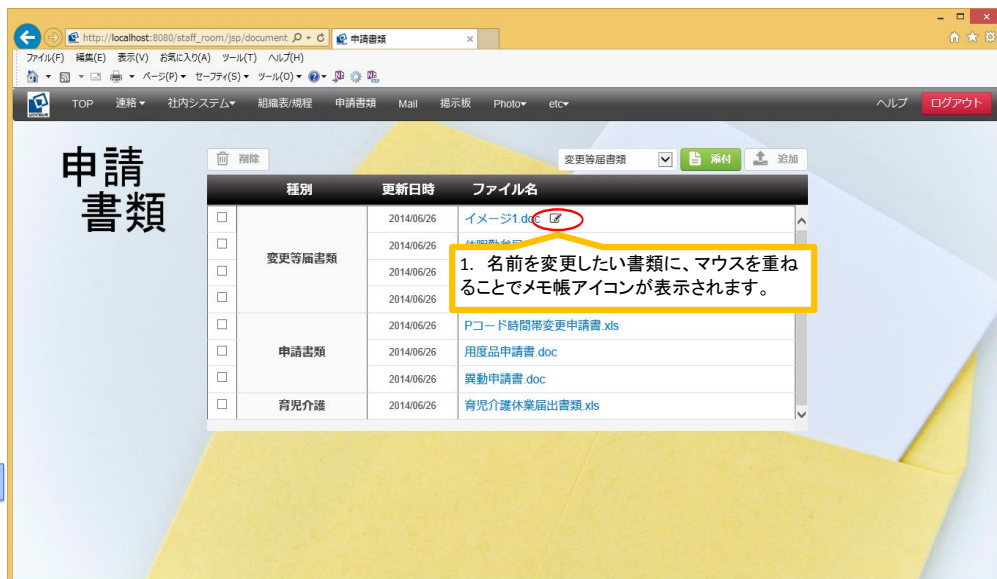 http://localhost:8080/staff_room/jsp/document
申請書類
ファイル(F) 編集(E) 表示(V) お気に入り(A) ツール(T) ヘルプ(H)
ページ(P) セーフティ(S) ツール(O)
TOP 連絡 社内システム 組織表/規程 申請書類 Mail 掲示板 Photo etc ヘルプ ログアウト
申請
書類
削除 変更等届書類 添付 追加
種別 更新日時 ファイル名
2014/06/26 イメージ1.doc
2014/06/26
変更等届書類
1. 名前を変更したい書類に、マウスを重ね
ることでメモ帳アイコンが表示されます。
2014/06/26
2014/06/26
2014/06/26 Pコード時間帯変更申請書.xls
申請書類 2014/06/26 用度品申請書.doc
2014/06/26 異動申請書.doc
育児介護 2014/06/26 育児介護休業届出書類.xls